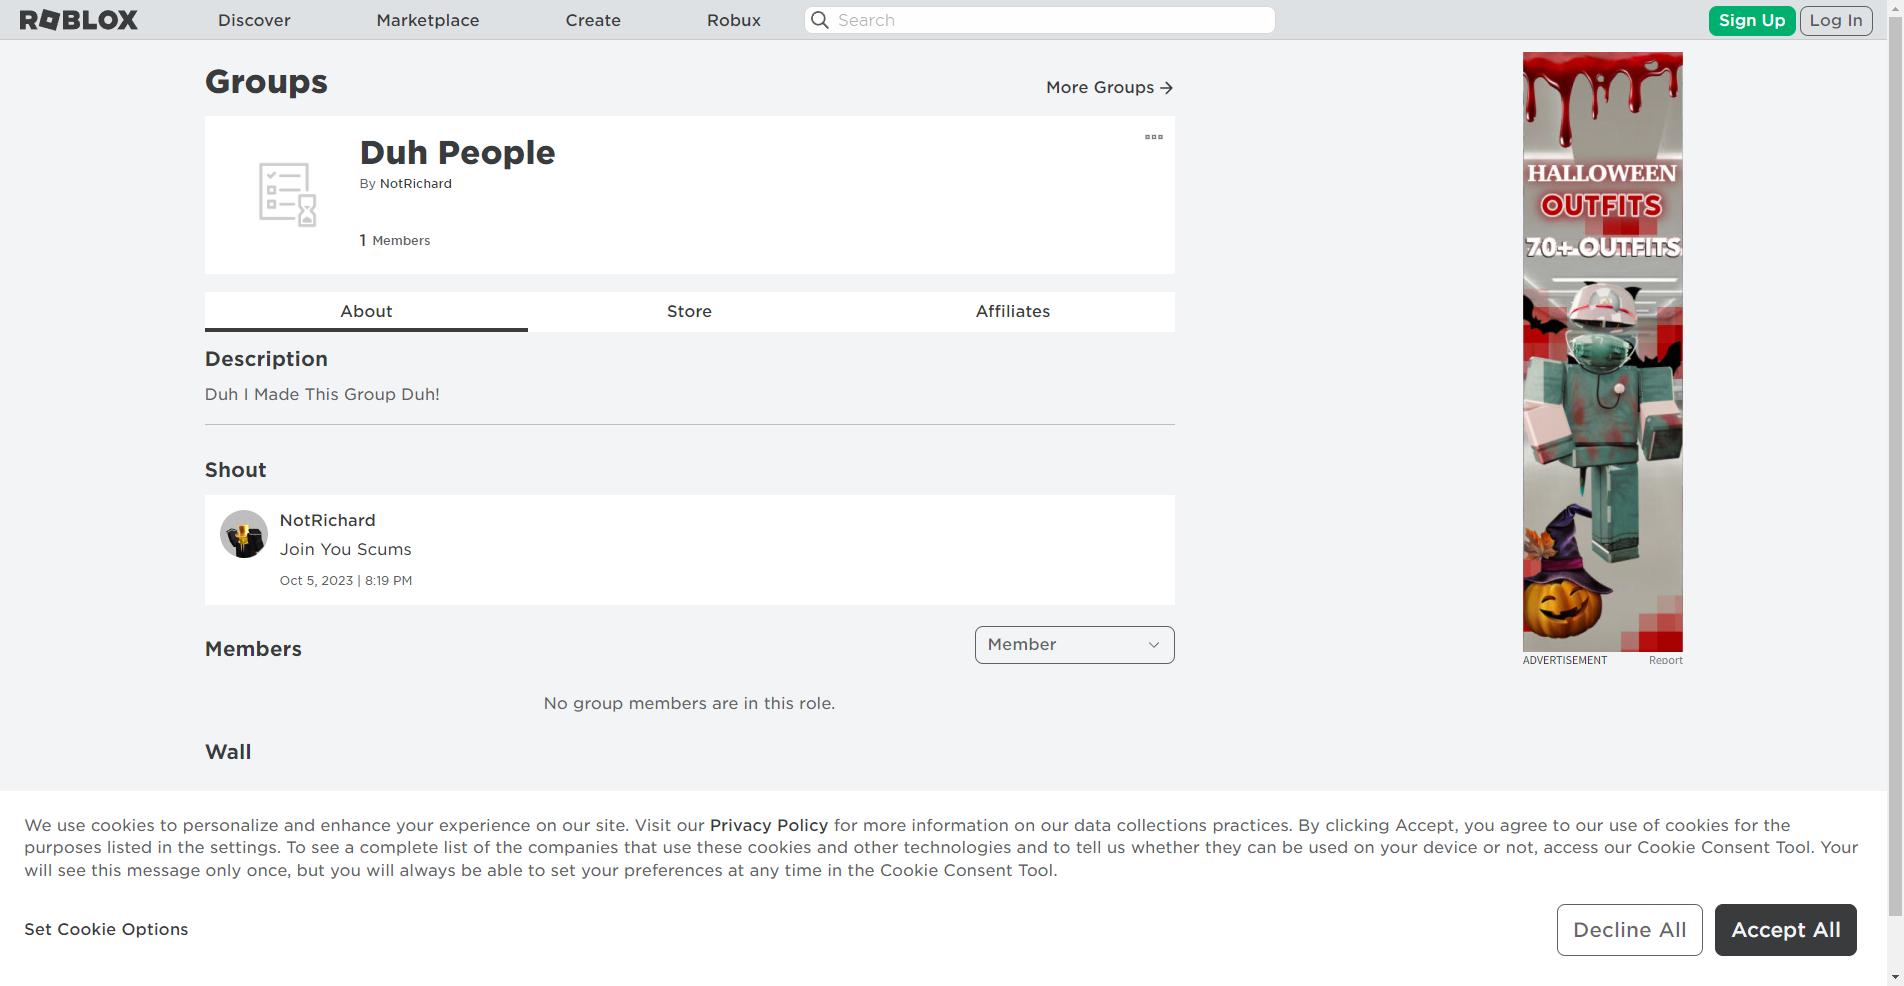 ROBLOX
Discover
Marketplace
Create
Robux
Search
Sign Up
Log In
Groups
More Groups
Duh People
By NotRichard
1 Members
About
Store
Affiliates
Description
Duh I Made This Group Duh!
Shout
NotRichard
Join You Scums
Oct 5, 2023 | 8:19 PM
Members
Member
No group members are in this role.
Wall
HALLOWEEN
OUTFITS
70+ OUTFITS
ADVERTISEMENT
Report
We use cookies to personalize and enhance your experience on our site. Visit our Privacy Policy for more information on our data collections practices. By clicking Accept, you agree to our use of cookies for the
purposes listed in the settings. To see a complete list of the companies that use these cookies and other technologies and to tell us whether they can be used on your device or not, access our Cookie Consent Tool. Your
will see this message only once, but you will always be able to set your preferences at any time in the Cookie Consent Tool.
Set Cookie Options
Decline All
Accept All